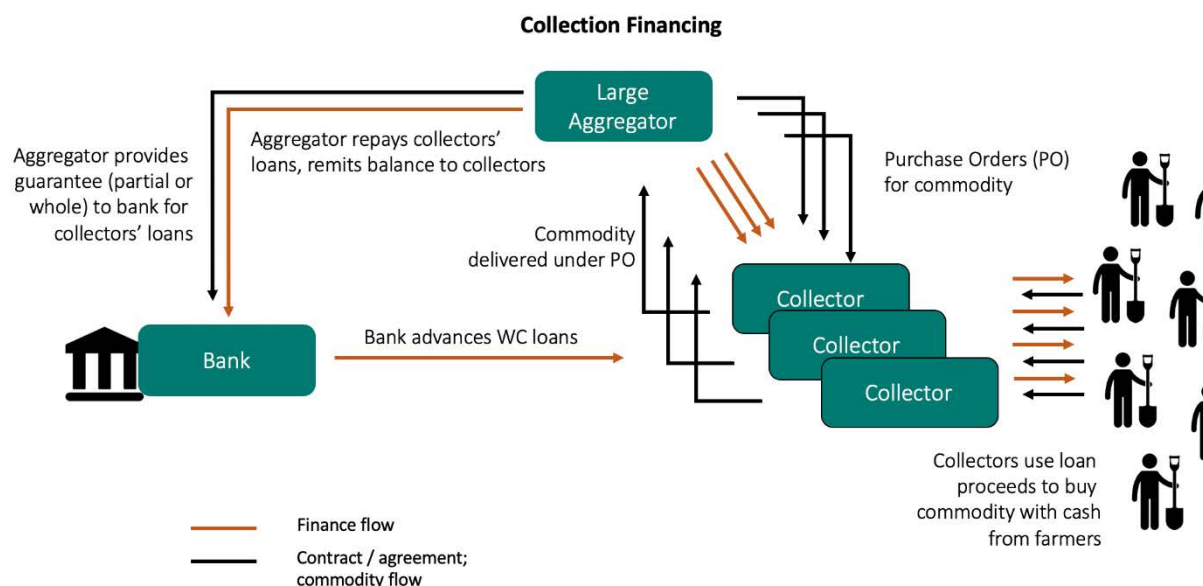 Collection Financing
Large
Aggregator
Aggregator repays collectors’
loans, remits balance to collectors
Aggregator provides
guarantee (partial or
whole) to bank for
collectors’ loans
Purchase Orders (PO)
for commodity
Commodity
delivered under PO
Collector
Collector
Collector
Bank
Bank advances WC loans
Collectors use loan
proceeds to buy
commodity with cash
from farmers
Finance flow
Contract / agreement;
commodity flow